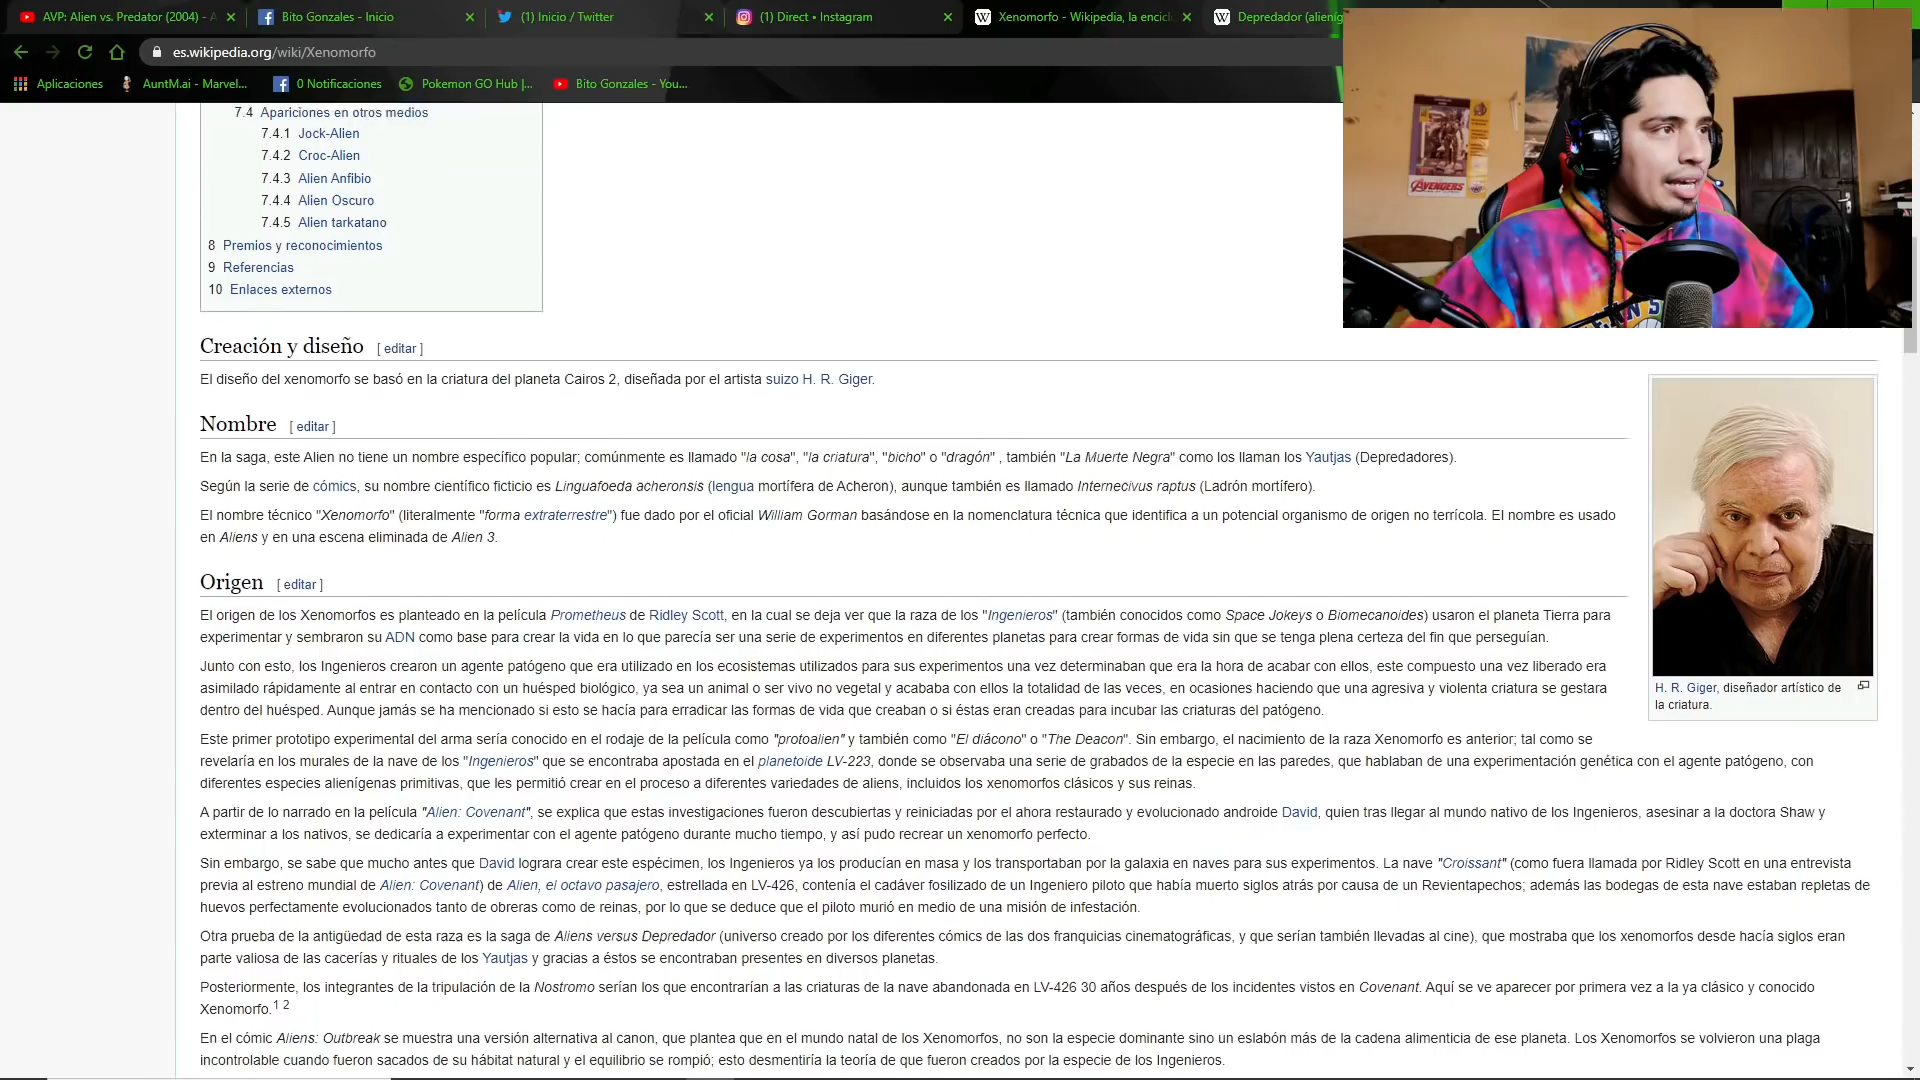 AVP: Alien vs. Predator (2004) - A
Bito Gonzales - Inicio
(1) Inicio / Twitter
(1) Direct • Instagram
Xenomorfo - Wikipedia, la encicl
Depredador (alieníg
es.wikipedia.org/wiki/Xenomorfo
Aplicaciones
AuntM.ai - Marvel...
0 Notificaciones
Pokemon GO Hub |...
Bito Gonzales - You...
AVENGERS
7.4 Apariciones en otros medios
7.4.1 Jock-Alien
7.4.2 Croc-Alien
7.4.3 Alien Anfibio
7.4.4 Alien Oscuro
7.4.5 Alien tarkatano
8 Premios y reconocimientos
9 Referencias
10 Enlaces externos
Creación y diseño [ editar ]
El diseño del xenomorfo se basó en la criatura del planeta Cairos 2, diseñada por el artista suizo H. R. Giger.
Nombre [ editar ]
En la saga, este Alien no tiene un nombre específico popular; comúnmente es llamado "la cosa", "la criatura", "bicho" o "dragón" , también "La Muerte Negra" como los llaman los Yautjas (Depredadores).
Según la serie de cómics, su nombre científico ficticio es Linguafoeda acheronsis (lengua mortífera de Acheron), aunque también es llamado Internecivus raptus (Ladrón mortífero).
El nombre técnico "Xenomorfo" (literalmente "forma extraterrestre") fue dado por el oficial William Gorman basándose en la nomenclatura técnica que identifica a un potencial organismo de origen no terrícola. El nombre es usado
en Aliens y en una escena eliminada de Alien 3.
Origen [ editar ]
El origen de los Xenomorfos es planteado en la película Prometheus de Ridley Scott, en la cual se deja ver que la raza de los "Ingenieros" (también conocidos como Space Jokeys o Biomecanoides) usaron el planeta Tierra para
experimentar y sembraron su ADN como base para crear la vida en lo que parecía ser una serie de experimentos en diferentes planetas para crear formas de vida sin que se tenga plena certeza del fin que perseguían.
Junto con esto, los Ingenieros crearon un agente patógeno que era utilizado en los ecosistemas utilizados para sus experimentos una vez determinaban que era la hora de acabar con ellos, este compuesto una vez liberado era
asimilado rápidamente al entrar en contacto con un huésped biológico, ya sea un animal o ser vivo no vegetal y acababa con ellos la totalidad de las veces, en ocasiones haciendo que una agresiva y violenta criatura se gestara
dentro del huésped. Aunque jamás se ha mencionado si esto se hacía para erradicar las formas de vida que creaban o si éstas eran creadas para incubar las criaturas del patógeno.
H. R. Giger, diseñador artístico de
la criatura.
Este primer prototipo experimental del arma sería conocido en el rodaje de la película como "protoalien" y también como "El diácono" o "The Deacon". Sin embargo, el nacimiento de la raza Xenomorfo es anterior; tal como se
revelaría en los murales de la nave de los "Ingenieros" que se encontraba apostada en el planetoide LV-223, donde se observaba una serie de grabados de la especie en las paredes, que hablaban de una experimentación genética con el agente patógeno, con
diferentes especies alienígenas primitivas, que les permitió crear en el proceso a diferentes variedades de aliens, incluidos los xenomorfos clásicos y sus reinas.
A partir de lo narrado en la película "Alien: Covenant", se explica que estas investigaciones fueron descubiertas y reiniciadas por el ahora restaurado y evolucionado androide David, quien tras llegar al mundo nativo de los Ingenieros, asesinar a la doctora Shaw y
exterminar a los nativos, se dedicaría a experimentar con el agente patógeno durante mucho tiempo, y así pudo recrear un xenomorfo perfecto.
Sin embargo, se sabe que mucho antes que David lograra crear este espécimen, los Ingenieros ya los producían en masa y los transportaban por la galaxia en naves para sus experimentos. La nave "Croissant" (como fuera llamada por Ridley Scott en una entrevista
previa al estreno mundial de Alien: Covenant) de Alien, el octavo pasajero, estrellada en LV-426, contenía el cadáver fosilizado de un Ingeniero piloto que había muerto siglos atrás por causa de un Revientapechos; además las bodegas de esta nave estaban repletas de
huevos perfectamente evolucionados tanto de obreras como de reinas, por lo que se deduce que el piloto murió en medio de una misión de infestación.
Otra prueba de la antigüedad de esta raza es la saga de Aliens versus Depredador (universo creado por los diferentes cómics de las dos franquicias cinematográficas, y que serían también llevadas al cine), que mostraba que los xenomorfos desde hacía siglos eran
parte valiosa de las cacerías y rituales de los Yautjas y gracias a éstos se encontraban presentes en diversos planetas.
Posteriormente, los integrantes de la tripulación de la Nostromo serían los que encontrarían a las criaturas de la nave abandonada en LV-426 30 años después de los incidentes vistos en Covenant. Aquí se ve aparecer por primera vez a la ya clásico y conocido
Xenomorfo.1 2
En el cómic Aliens: Outbreak se muestra una versión alternativa al canon, que plantea que en el mundo natal de los Xenomorfos, no son la especie dominante sino un eslabón más de la cadena alimenticia de ese planeta. Los Xenomorfos se volvieron una plaga
incontrolable cuando fueron sacados de su hábitat natural y el equilibrio se rompió; esto desmentiría la teoría de que fueron creados por la especie de los Ingenieros.